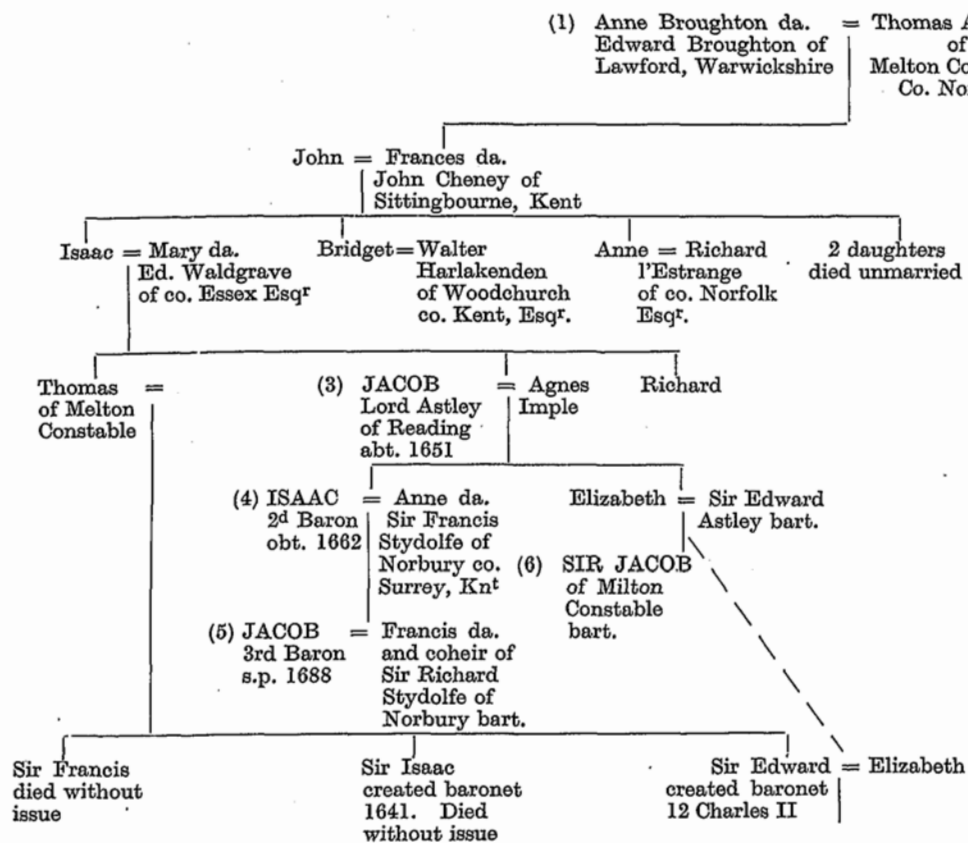 (1) Anne Broughton da. = Thomas
Edward Broughton of of
Lawford, Warwickshire Melton
Co.
John = Frances da.
John Cheney of
Sittingbourne, Kent
Isaac = Mary da.
Ed. Waldgrave
of co. Essex Esqr
Bridget = Walter
Harlakenden
of Woodchurch
co. Kent, Esqr.
Anne = Richard
l'Estrange
of co. Norfolk
Esqr.
2 daughters
died unmarried
Thomas =
of Melton
Constable
(3) JACOB = Agnes
Lord Astley Imple
of Reading
abt. 1651
Richard
(4) ISAAC = Anne da.
2d Baron Sir Francis
obt. 1662 Stydolfe of
Norbury co.
Surrey, Knt
Elizabeth = Sir Edward
Astley bart.
(6) SIR JACOB
of Milton
Constable
bart.
(5) JACOB = Francis da.
3rd Baron and coheir of
s.p. 1688 Sir Richard
Stydolfe of
Norbury bart.
Sir Francis
died without
issue
Sir Isaac
created baronet
1641. Died
without issue
Sir Edward = Elizabeth
created baronet
12 Charles II